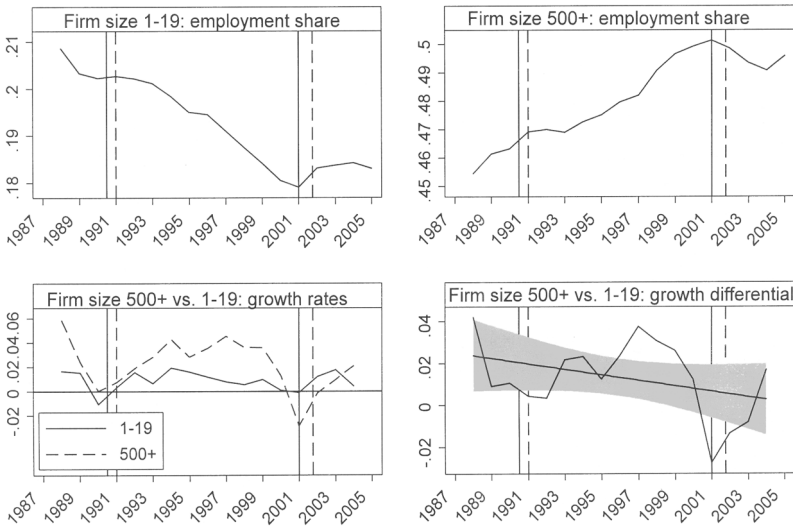 Firm size 1-19: employment share
.21
.2
.19
.18
1987 1989 1991 1993 1995 1997 1999 2001 2003 2005
Firm size 500+: employment share
.5
.49
.48
.47
.46
.45
1987 1989 1991 1993 1995 1997 1999 2001 2003 2005
Firm size 500+ vs. 1-19: growth rates
.06
.04
.02
0
-.02
1-19
500+
1987 1989 1991 1993 1995 1997 1999 2001 2003 2005
Firm size 500+ vs. 1-19: growth differential
.04
.02
0
-.02
1987 1989 1991 1993 1995 1997 1999 2001 2003 2005